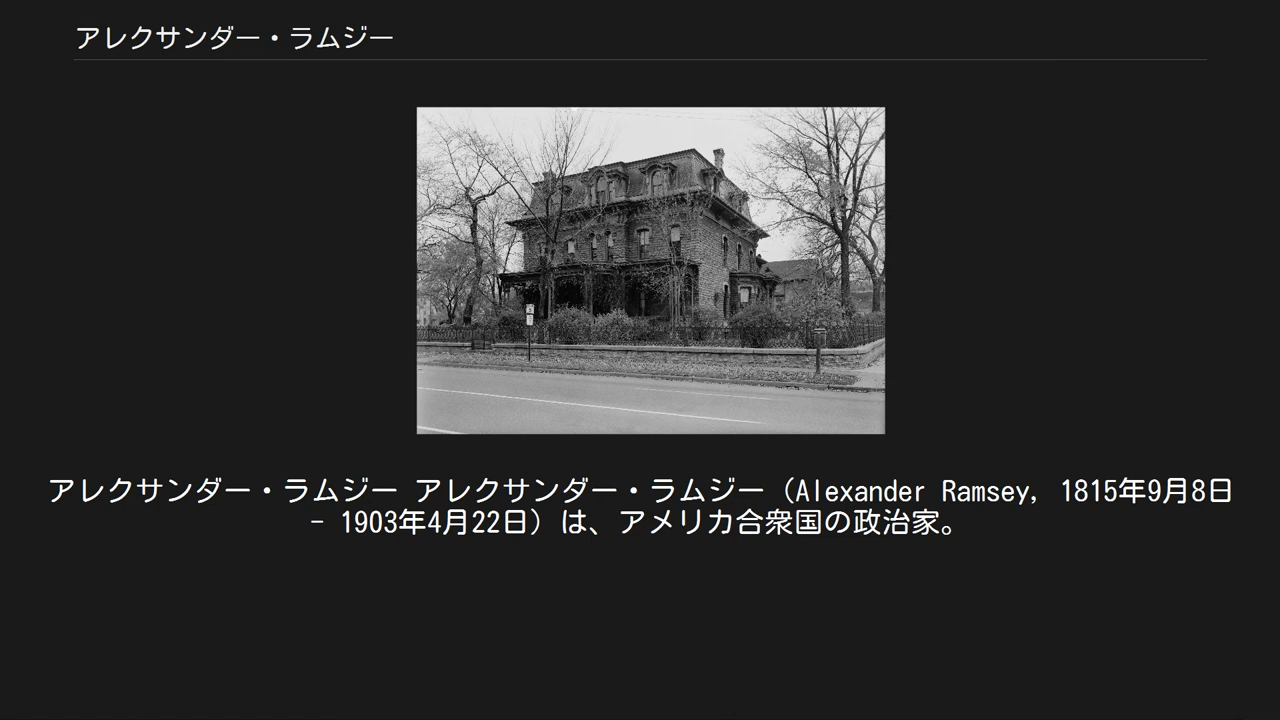 アレクサンダー・ラムジー
アレクサンダー・ラムジー アレクサンダー・ラムジー（Alexander Ramsey, 1815年9月8日
- 1903年4月22日）は、アメリカ合衆国の政治家。